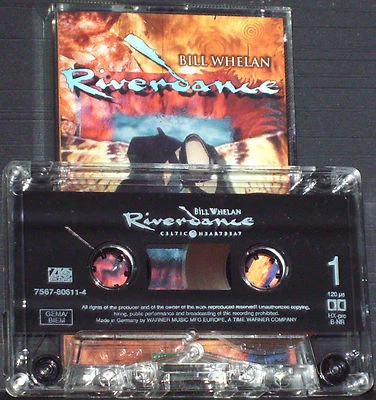 BILL WHELAN
Riverdance
BILL WHELAN
Riverdance
CELTIC HEARTBEAT
ATLANTIC
7567-80611-4
1
120 µs
HX-pro
B-NR
GEMA/
BIEM
All rights of the producer and of the owner of the work reproduced reserved! Unauthorized copying,
hiring, public performance and broadcasting of this recording prohibited.
Made in Germany by WARNER MUSIC MFG EUROPE, A TIME WARNER COMPANY